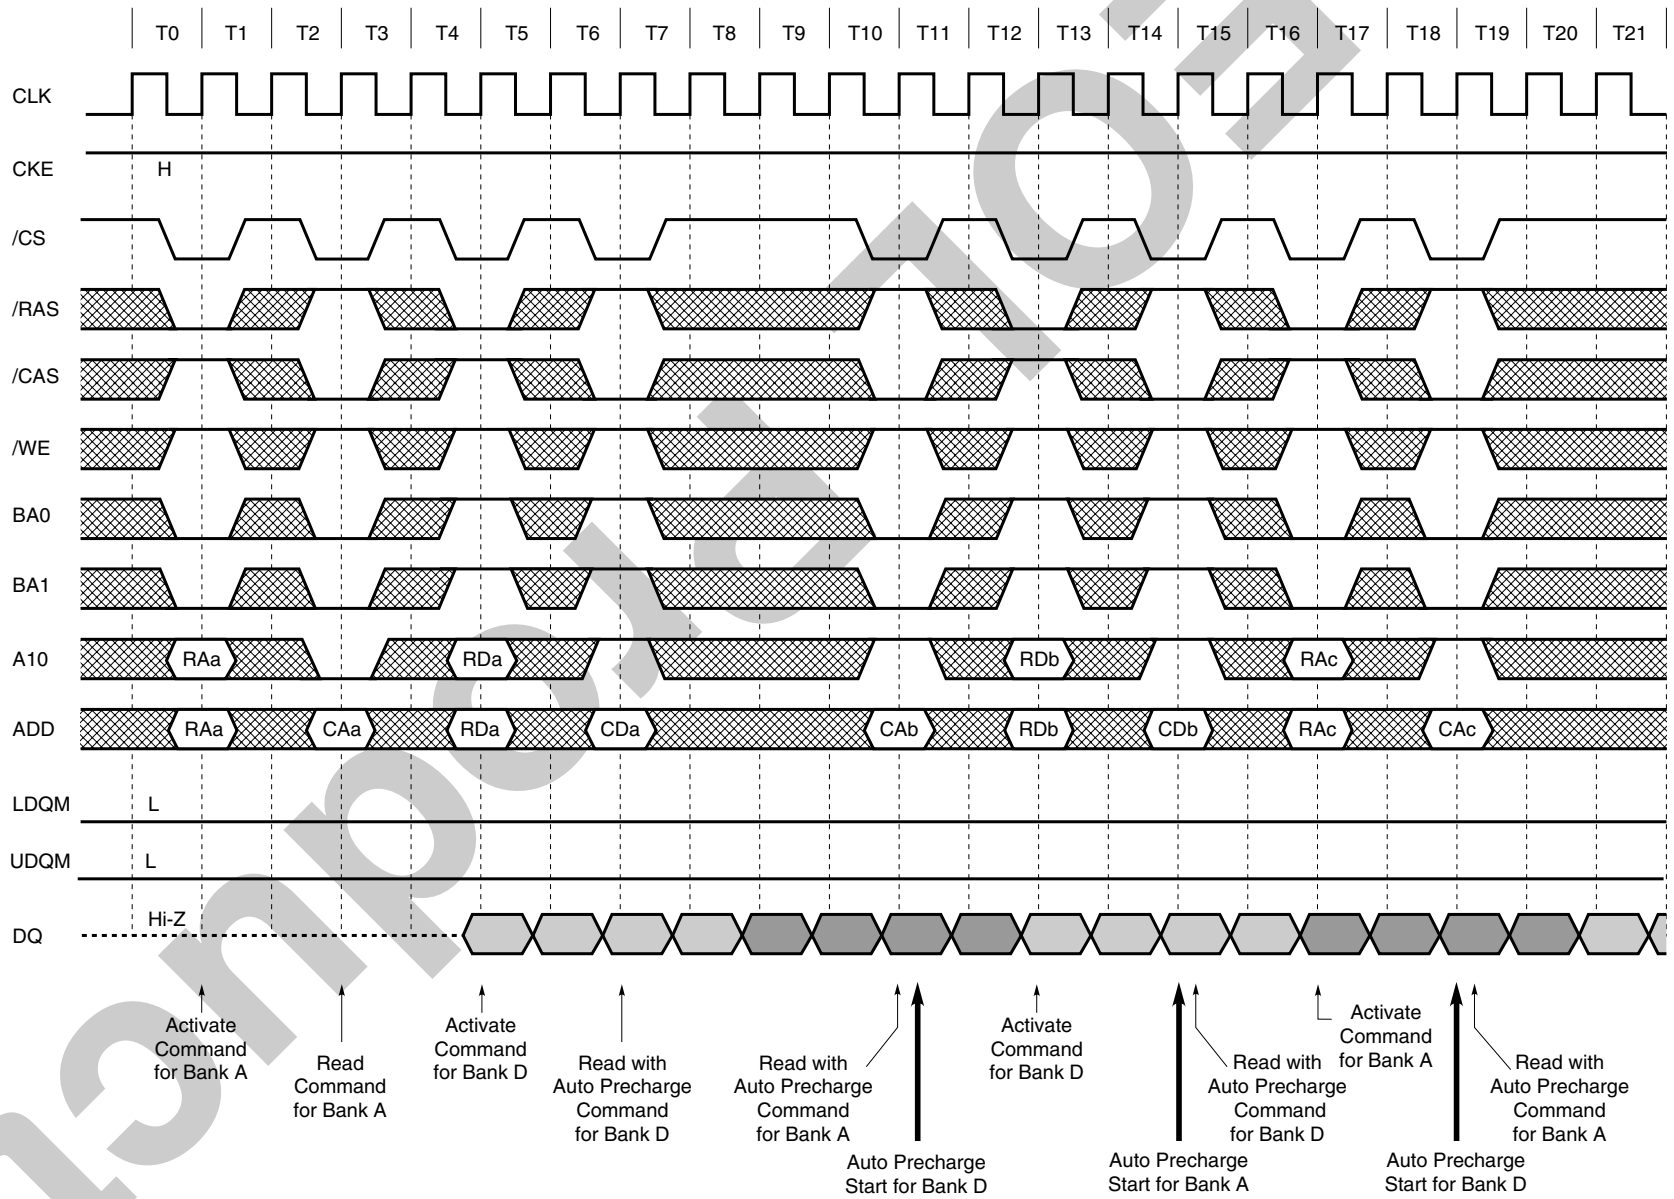 T0 T1 T2 T3 T4 T5 T6 T7 T8 T9 T10 T11 T12 T13 T14 T15 T16 T17 T18 T19 T20 T21
CLK
CKE H
/CS
/RAS
/CAS
/WE
BA0
BA1
A10 RAa RDa RDb RAc
ADD RAa CAa RDa CDa CAb RDb CDb RAc CAc
LDQM L
UDQM L
DQ Hi-Z
Activate
Command
for Bank A
Read
Command
for Bank A
Activate
Command
for Bank D
Read with
Auto Precharge
Command
for Bank D
Read with
Auto Precharge
Command
for Bank A
Auto Precharge
Start for Bank D
Activate
Command
for Bank D
Auto Precharge
Start for Bank A
Read with
Auto Precharge
Command
for Bank D
Activate
Command
for Bank A
Auto Precharge
Start for Bank D
Read with
Auto Precharge
Command
for Bank A
EOL Product